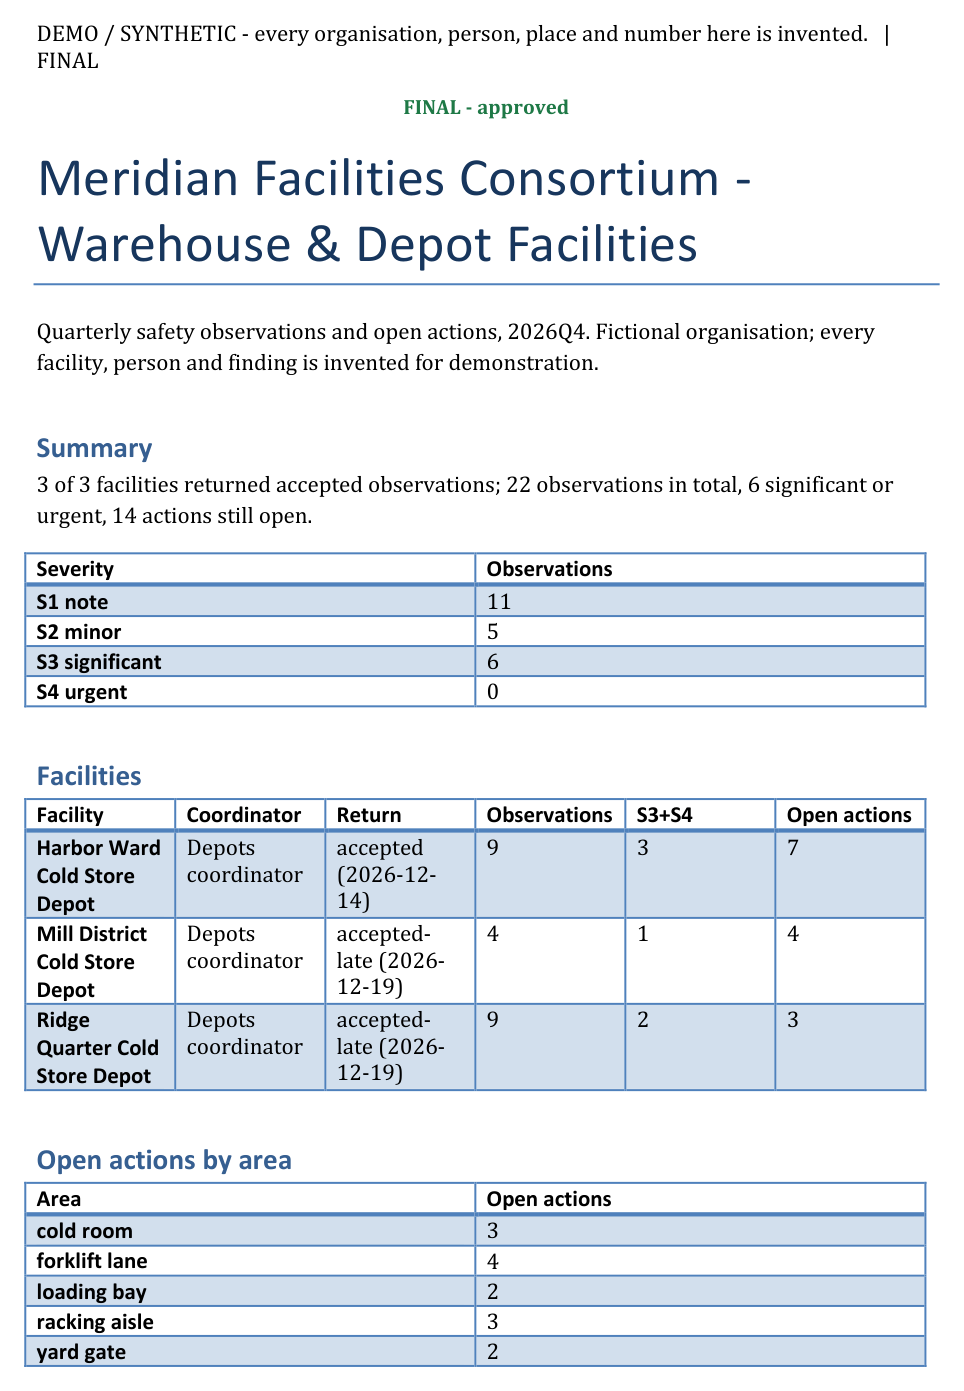 DEMO / SYNTHETIC - every organisation, person, place and number here is invented.   |
FINAL
FINAL - approved
Meridian Facilities Consortium -
Warehouse & Depot Facilities
Quarterly safety observations and open actions, 2026Q4. Fictional organisation; every
facility, person and finding is invented for demonstration.
Summary
3 of 3 facilities returned accepted observations; 22 observations in total, 6 significant or
urgent, 14 actions still open.
Severity Observations
S1 note 11
S2 minor 5
S3 significant 6
S4 urgent 0
Facilities
Facility Coordinator Return Observations S3+S4 Open actions
Harbor Ward Depots accepted 9 3 7
Cold Store coordinator (2026-12-
Depot 14)
Mill District Depots accepted- 4 1 4
Cold Store coordinator late (2026-
Depot 12-19)
Ridge Depots accepted- 9 2 3
Quarter Cold coordinator late (2026-
Store Depot 12-19)
Open actions by area
Area Open actions
cold room 3
forklift lane 4
loading bay 2
racking aisle 3
yard gate 2